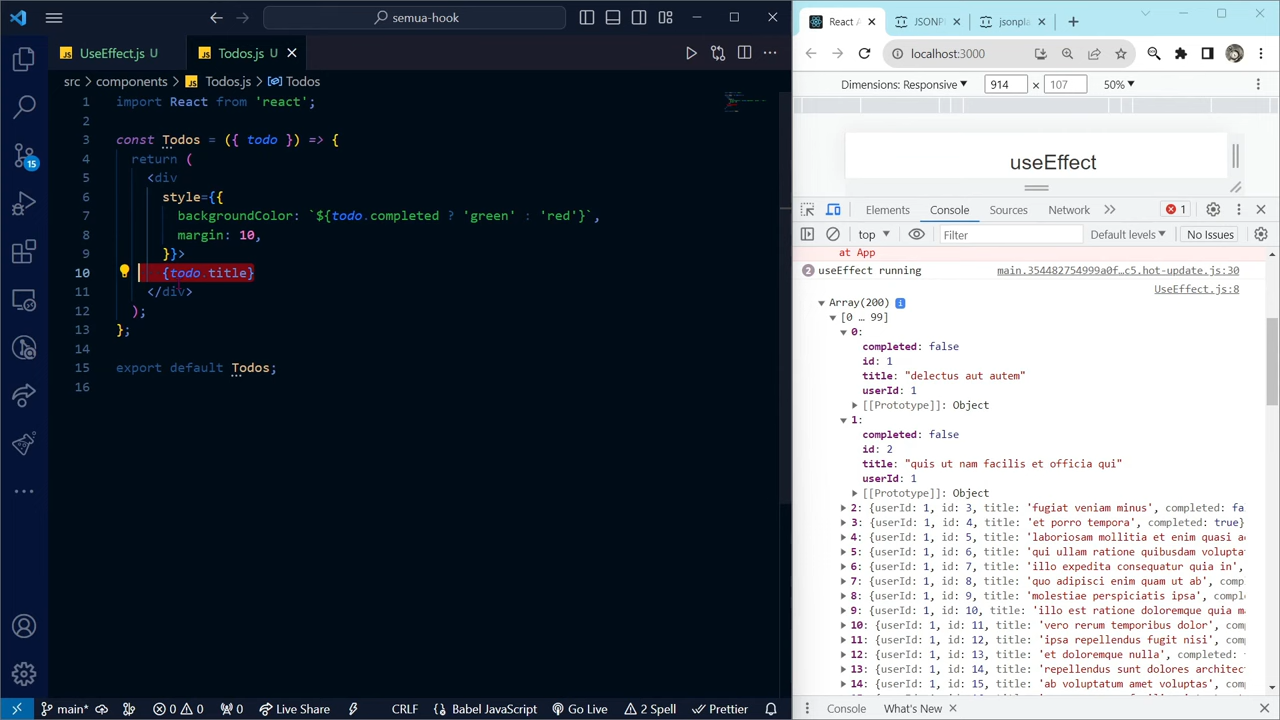 semua-hook
UseEffect.js U
Todos.js U
src > components > Todos.js > Todos
1 import React from 'react';
2
3 const Todos = ({ todo }) => {
4 return (
5 <div
6 style={{
7 backgroundColor: `${todo.completed ? 'green' : 'red'}`,
8 margin: 10,
9 }}>
10 {todo.title}
11 </div>
12 );
13 };
14
15 export default Todos;
16
15
main*
0 0
0
Live Share
CRLF
Babel JavaScript
Go Live
2 Spell
Prettier
React A
JSONP
jsonpla
localhost:3000
Dimensions: Responsive
914 × 107
50%
useEffect
Elements
Console
Sources
Network
1
top
Filter
Default levels
No Issues
at App
2 useEffect running main.354482754999a0f…c5.hot-update.js:30
UseEffect.js:8
Array(200)
[0 … 99]
0:
completed: false
id: 1
title: "delectus aut autem"
userId: 1
[[Prototype]]: Object
1:
completed: false
id: 2
title: "quis ut nam facilis et officia qui"
userId: 1
[[Prototype]]: Object
2: {userId: 1, id: 3, title: 'fugiat veniam minus', completed: fa
3: {userId: 1, id: 4, title: 'et porro tempora', completed: true}
4: {userId: 1, id: 5, title: 'laboriosam mollitia et enim quasi a
5: {userId: 1, id: 6, title: 'qui ullam ratione quibusdam volupta
6: {userId: 1, id: 7, title: 'illo expedita consequatur quia in',
7: {userId: 1, id: 8, title: 'quo adipisci enim quam ut ab', comp
8: {userId: 1, id: 9, title: 'molestiae perspiciatis ipsa', comple
9: {userId: 1, id: 10, title: 'illo est ratione doloremque quia m
10: {userId: 1, id: 11, title: 'vero rerum temporibus dolor', com
11: {userId: 1, id: 12, title: 'ipsa repellendus fugit nisi',
12: {userId: 1, id: 13, title: 'et doloremque nulla', completed:
13: {userId: 1, id: 14, title: 'repellendus sunt dolores architec
14: {userId: 1, id: 15, title: 'ab voluptatum amet voluptas', com
Console
What's New